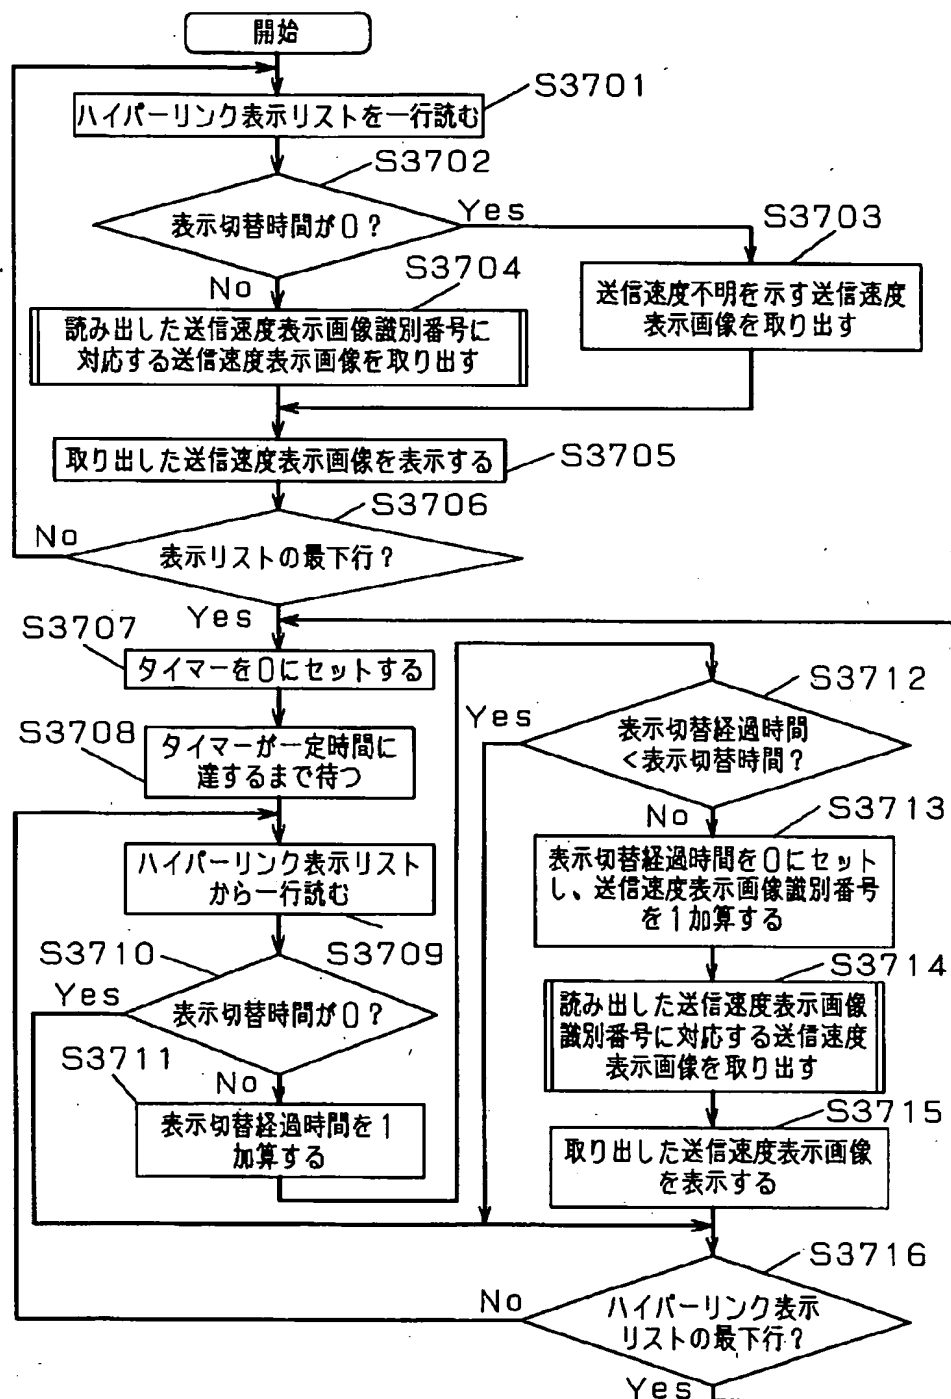 開始
S3701
ハイパーリンク表示リストを一行読む
S3702
表示切替時間が0?
Yes
S3703
送信速度不明を示す送信速度
表示画像を取り出す
No
S3704
読み出した送信速度表示画像識別番号に
対応する送信速度表示画像を取り出す
取り出した送信速度表示画像を表示する
S3705
S3706
No
表示リストの最下行?
Yes
S3707
タイマーを0にセットする
S3708
タイマーが一定時間に
達するまで待つ
ハイパーリンク表示リスト
から一行読む
S3709
S3710
Yes
表示切替時間が0?
No
S3711
表示切替経過時間を1
加算する
S3712
Yes
表示切替経過時間
<表示切替時間?
No
S3713
表示切替経過時間を0にセット
し、送信速度表示画像識別番号
を1加算する
S3714
読み出した送信速度表示画像
識別番号に対応する送信速度
表示画像を取り出す
S3715
取り出した送信速度表示画像
を表示する
S3716
No
ハイパーリンク表示
リストの最下行?
Yes